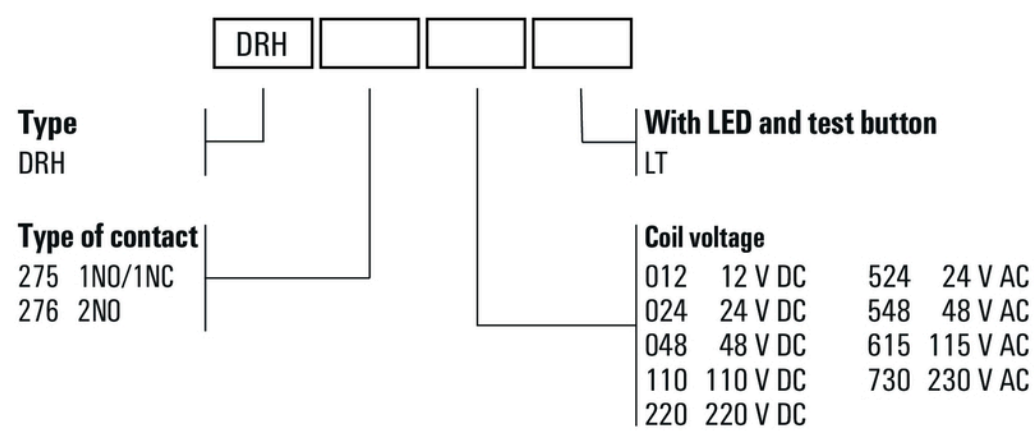 DRH
Type
DRH
With LED and test button
LT
Type of contact
275 1NO/1NC
276 2NO
Coil voltage
012 12 V DC 524 24 V AC
024 24 V DC 548 48 V AC
048 48 V DC 615 115 V AC
110 110 V DC 730 230 V AC
220 220 V DC